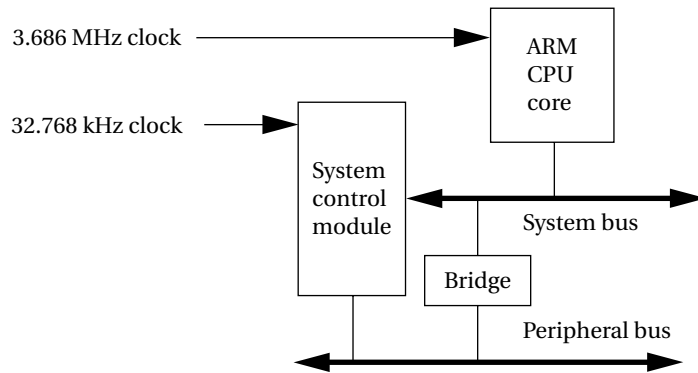 3.686 MHz clock
ARM
CPU
core
32.768 kHz clock
System
control
module
System bus
Bridge
Peripheral bus